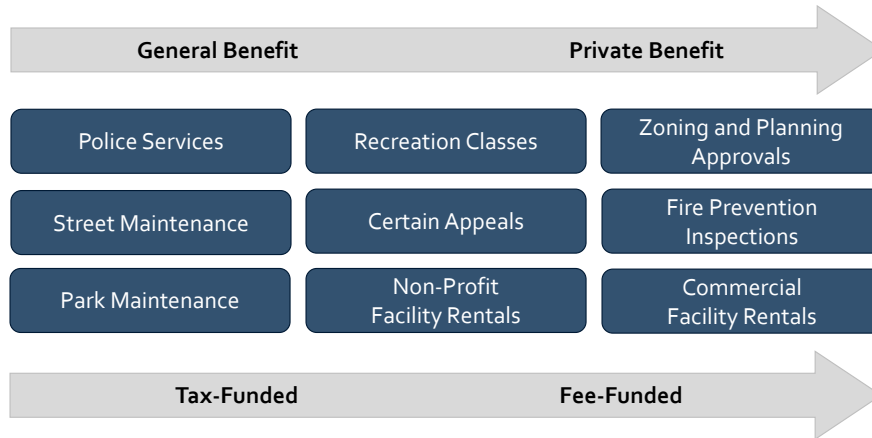 General Benefit
Private Benefit
Police Services
Recreation Classes
Zoning and Planning
Approvals
Street Maintenance
Certain Appeals
Fire Prevention
Inspections
Park Maintenance
Non-Profit
Facility Rentals
Commercial
Facility Rentals
Tax-Funded
Fee-Funded